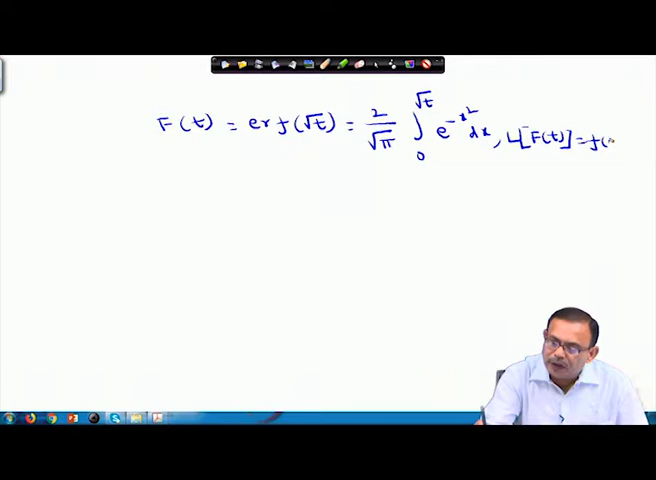 F(t) = erf(√t) = 2/√π ∫₀^√t e^-x² dx, L[F(t)] = f(